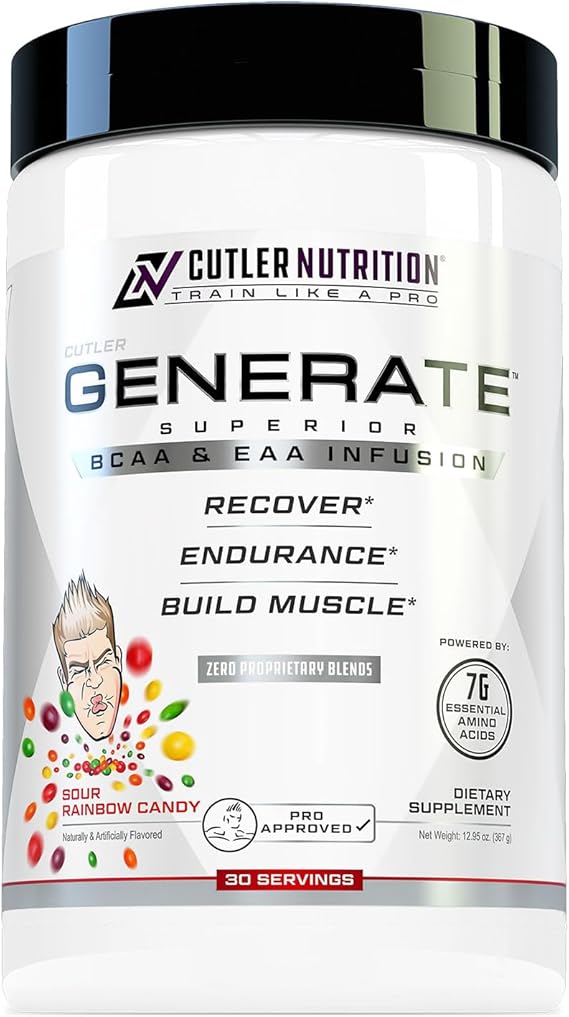 CUTLER NUTRITION®
TRAIN LIKE A PRO
CUTLER
GENERATE™
SUPERIOR
BCAA & EAA INFUSION
RECOVER*
ENDURANCE*
BUILD MUSCLE*
ZERO PROPRIETARY BLENDS
POWERED BY:
7G
ESSENTIAL
AMINO
ACIDS
SOUR
RAINBOW CANDY
Naturally & Artificially Flavored
PRO
APPROVED ✓
DIETARY
SUPPLEMENT
Net Weight: 12.95 oz. (367 g)
30 SERVINGS